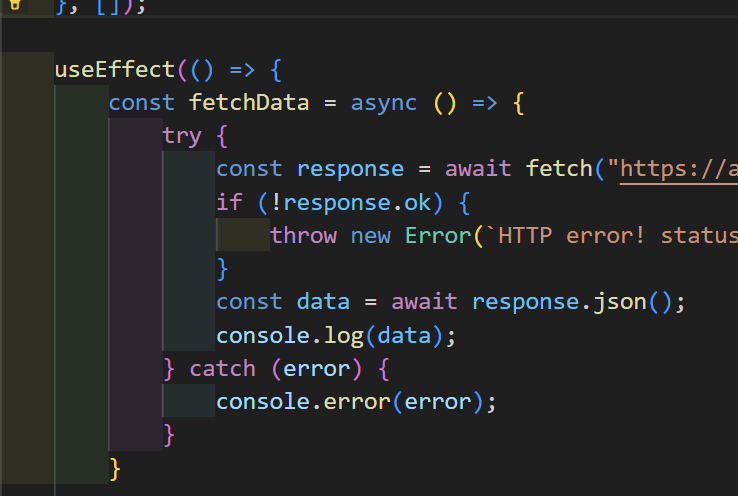 }, []);
useEffect(() => {
const fetchData = async () => {
try {
const response = await fetch("https://a
if (!response.ok) {
throw new Error(`HTTP error! status
}
const data = await response.json();
console.log(data);
} catch (error) {
console.error(error);
}
}